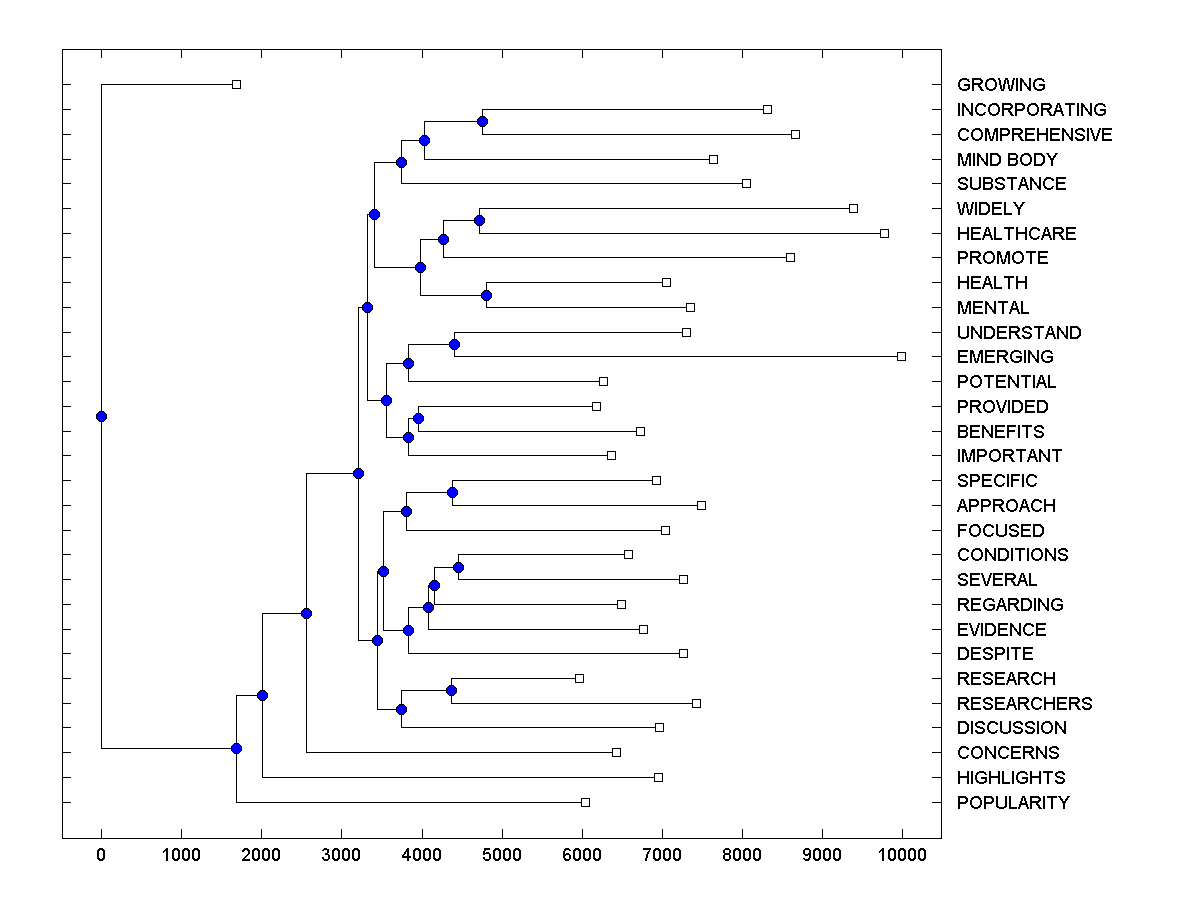 GROWING
INCORPORATING
COMPREHENSIVE
MIND BODY
SUBSTANCE
WIDELY
HEALTHCARE
PROMOTE
HEALTH
MENTAL
UNDERSTAND
EMERGING
POTENTIAL
PROVIDED
BENEFITS
IMPORTANT
SPECIFIC
APPROACH
FOCUSED
CONDITIONS
SEVERAL
REGARDING
EVIDENCE
DESPITE
RESEARCH
RESEARCHERS
DISCUSSION
CONCERNS
HIGHLIGHTS
POPULARITY
0 1000 2000 3000 4000 5000 6000 7000 8000 9000 10000